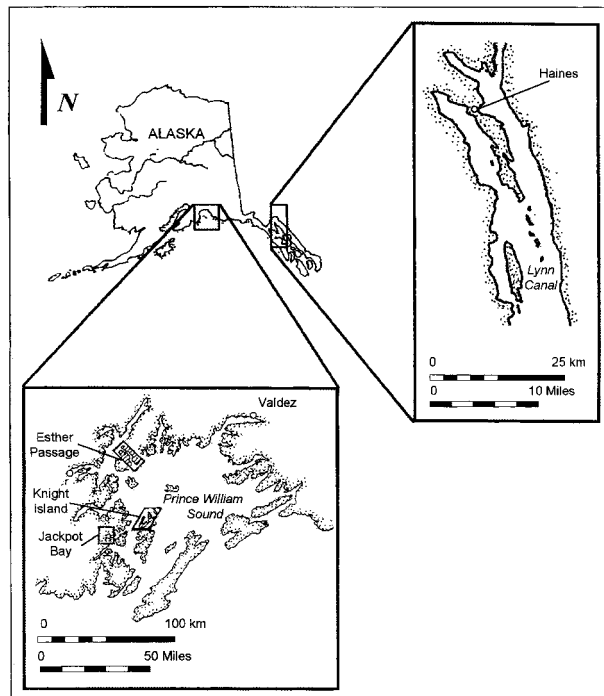 N
ALASKA
Haines
Lynn
Canal
0 25 km
0 10 Miles
Valdez
Esther
Passage
Knight
Island
Prince William
Sound
Jackpot
Bay
0 100 km
0 50 Miles